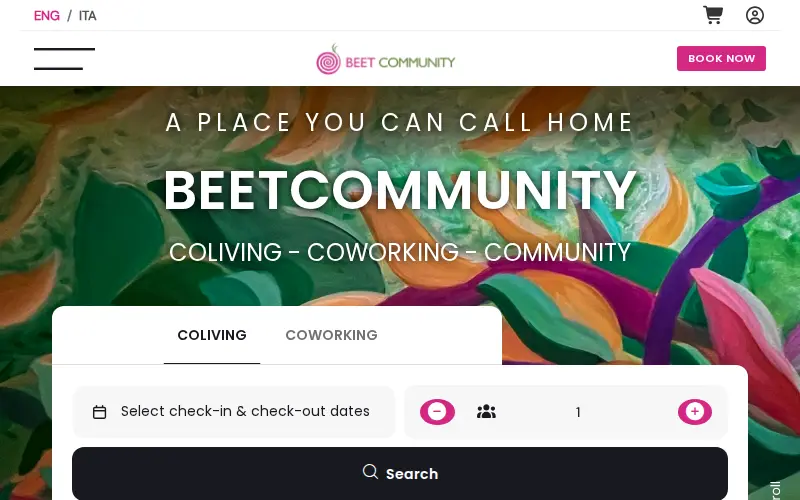 ENG / ITA
BEET COMMUNITY
BOOK NOW
A PLACE YOU CAN CALL HOME
BEETCOMMUNITY
COLIVING – COWORKING – COMMUNITY
COLIVING
COWORKING
Select check-in & check-out dates
1
Search